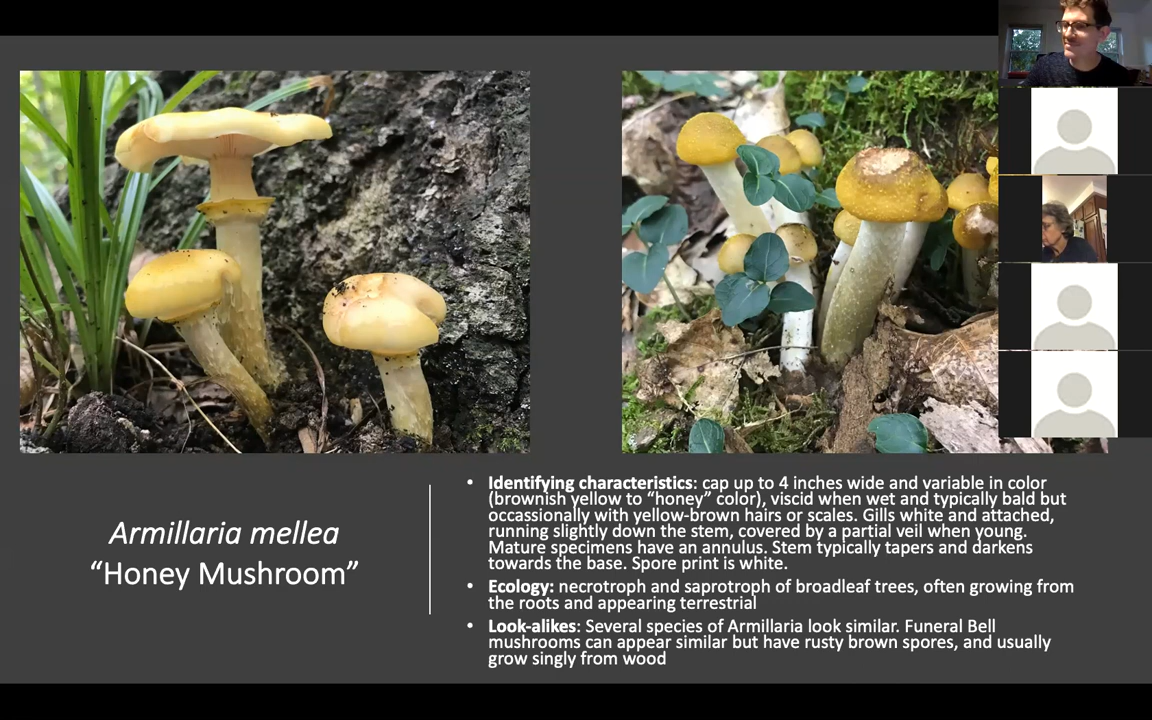 Armillaria mellea
“Honey Mushroom”
• Identifying characteristics: cap up to 4 inches wide and variable in color
(brownish yellow to “honey” color), viscid when wet and typically bald but
occassionally with yellow-brown hairs or scales. Gills white and attached,
running slightly down the stem, covered by a partial veil when young.
Mature specimens have an annulus. Stem typically tapers and darkens
towards the base. Spore print is white.
• Ecology: necrotroph and saprotroph of broadleaf trees, often growing from
the roots and appearing terrestrial
• Look-alikes: Several species of Armillaria look similar. Funeral Bell
mushrooms can appear similar but have rusty brown spores, and usually
grow singly from wood